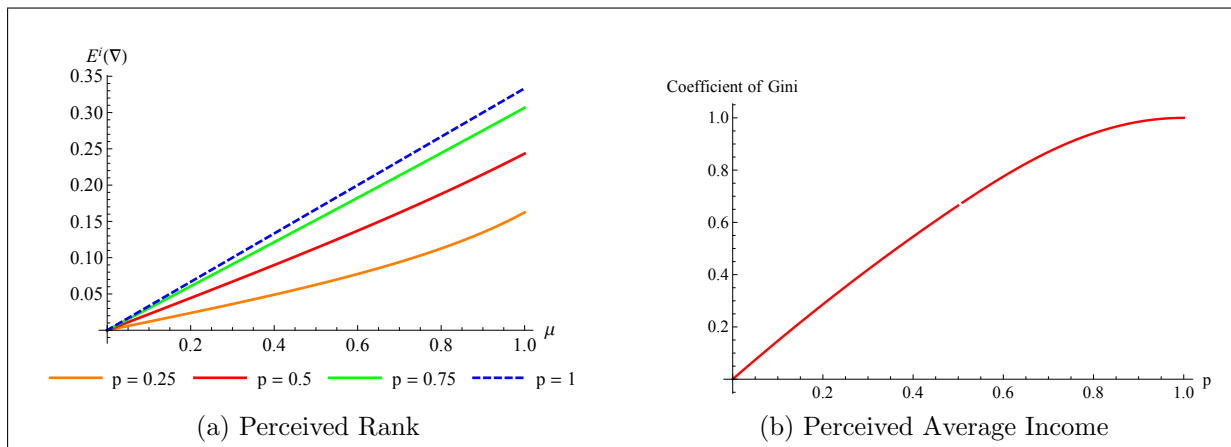 E^i(∇)
0.35
0.30
0.25
0.20
0.15
0.10
0.05
0.2 0.4 0.6 0.8 1.0
μ
p = 0.25 p = 0.5 p = 0.75 p = 1
(a) Perceived Rank
Coefficient of Gini
1.0
0.8
0.6
0.4
0.2
0.2 0.4 0.6 0.8 1.0
p
(b) Perceived Average Income